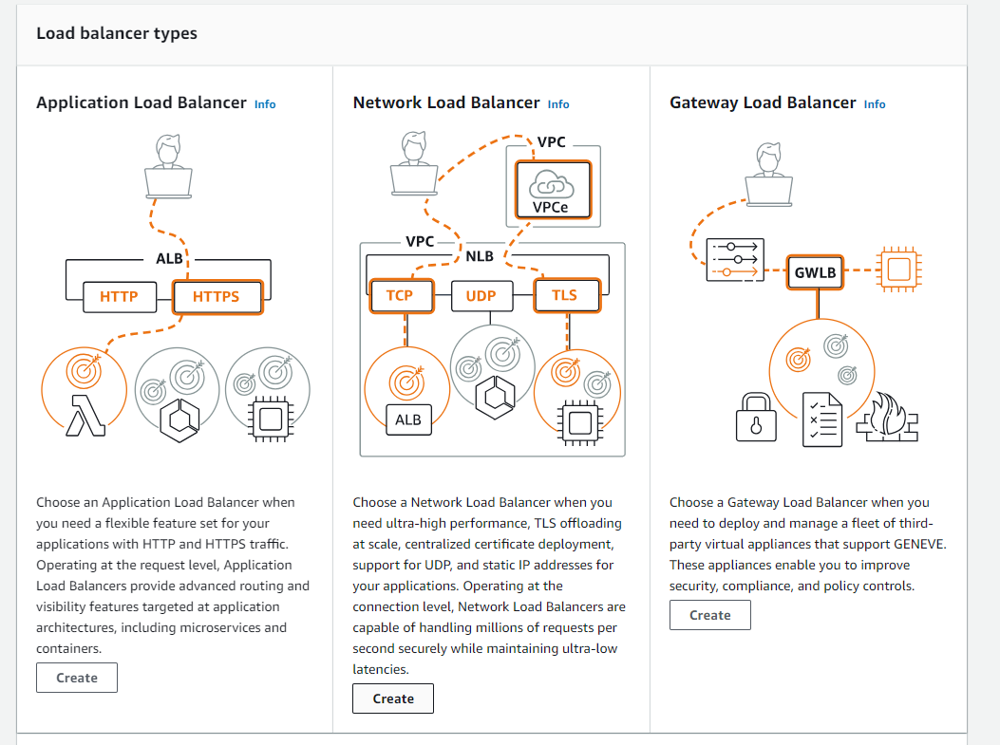 Load balancer types
Application Load Balancer Info
ALB
HTTP
HTTPS
Choose an Application Load Balancer when
you need a flexible feature set for your
applications with HTTP and HTTPS traffic.
Operating at the request level, Application
Load Balancers provide advanced routing and
visibility features targeted at application
architectures, including microservices and
containers.
Create
Network Load Balancer Info
VPC
VPCe
VPC
NLB
TCP
UDP
TLS
ALB
Choose a Network Load Balancer when you
need ultra-high performance, TLS offloading
at scale, centralized certificate deployment,
support for UDP, and static IP addresses for
your applications. Operating at the
connection level, Network Load Balancers are
capable of handling millions of requests per
second securely while maintaining ultra-low
latencies.
Create
Gateway Load Balancer Info
GWLB
Choose a Gateway Load Balancer when you
need to deploy and manage a fleet of third-
party virtual appliances that support GENEVE.
These appliances enable you to improve
security, compliance, and policy controls.
Create